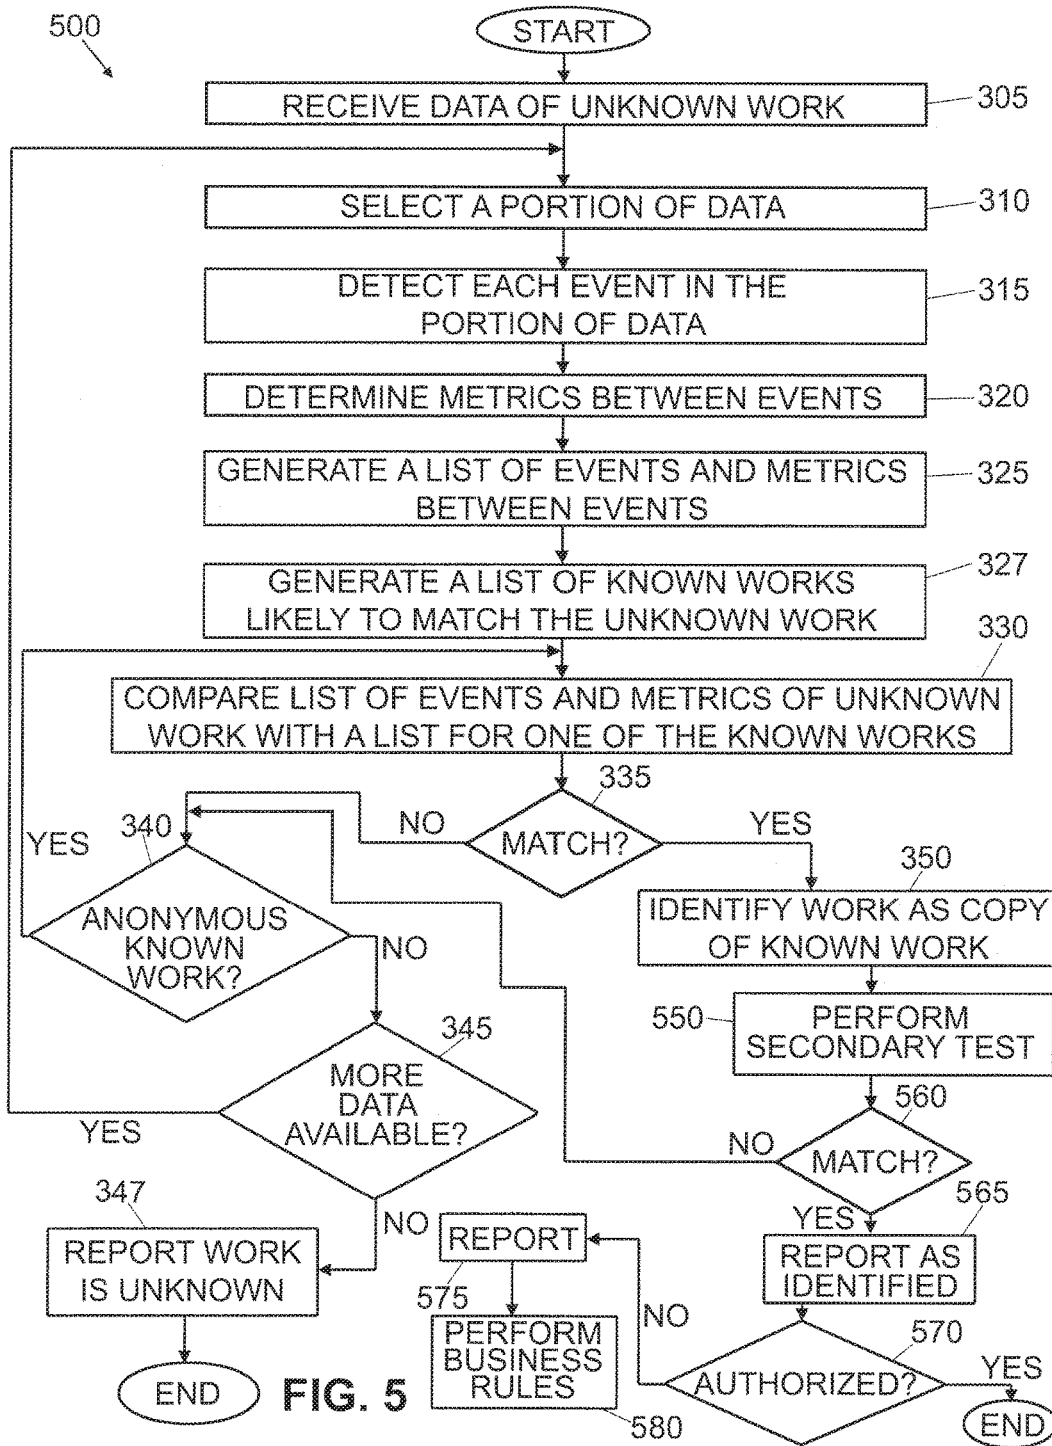 500
START
RECEIVE DATA OF UNKNOWN WORK
305
SELECT A PORTION OF DATA
310
DETECT EACH EVENT IN THE
PORTION OF DATA
315
DETERMINE METRICS BETWEEN EVENTS
320
GENERATE A LIST OF EVENTS AND METRICS
BETWEEN EVENTS
325
GENERATE A LIST OF KNOWN WORKS
LIKELY TO MATCH THE UNKNOWN WORK
327
330
COMPARE LIST OF EVENTS AND METRICS OF UNKNOWN
WORK WITH A LIST FOR ONE OF THE KNOWN WORKS
335
MATCH?
NO
YES
340
YES
ANONYMOUS
KNOWN
WORK?
NO
350
IDENTIFY WORK AS COPY
OF KNOWN WORK
550
PERFORM
SECONDARY TEST
345
MORE
DATA
AVAILABLE?
YES
NO
560
MATCH?
NO
YES
347
REPORT WORK
IS UNKNOWN
END
565
REPORT AS
IDENTIFIED
570
AUTHORIZED?
NO
YES
END
REPORT
575
PERFORM
BUSINESS
RULES
580
FIG. 5